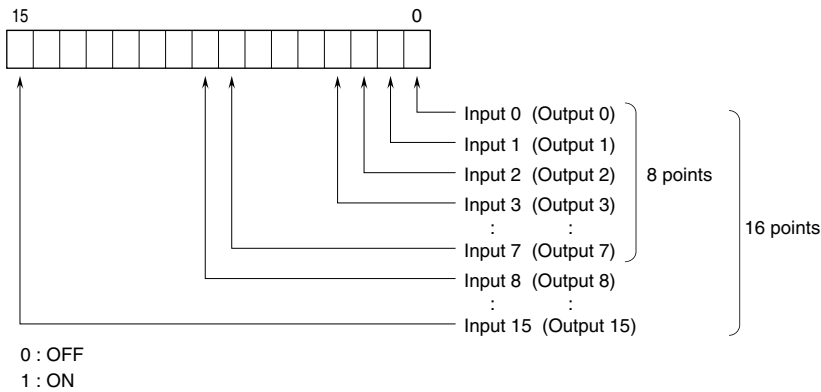 15 0
Input 0 (Output 0)
Input 1 (Output 1)
Input 2 (Output 2)
8 points
Input 3 (Output 3)
: :
16 points
Input 7 (Output 7)
Input 8 (Output 8)
: :
Input 15 (Output 15)
0 : OFF
1 : ON